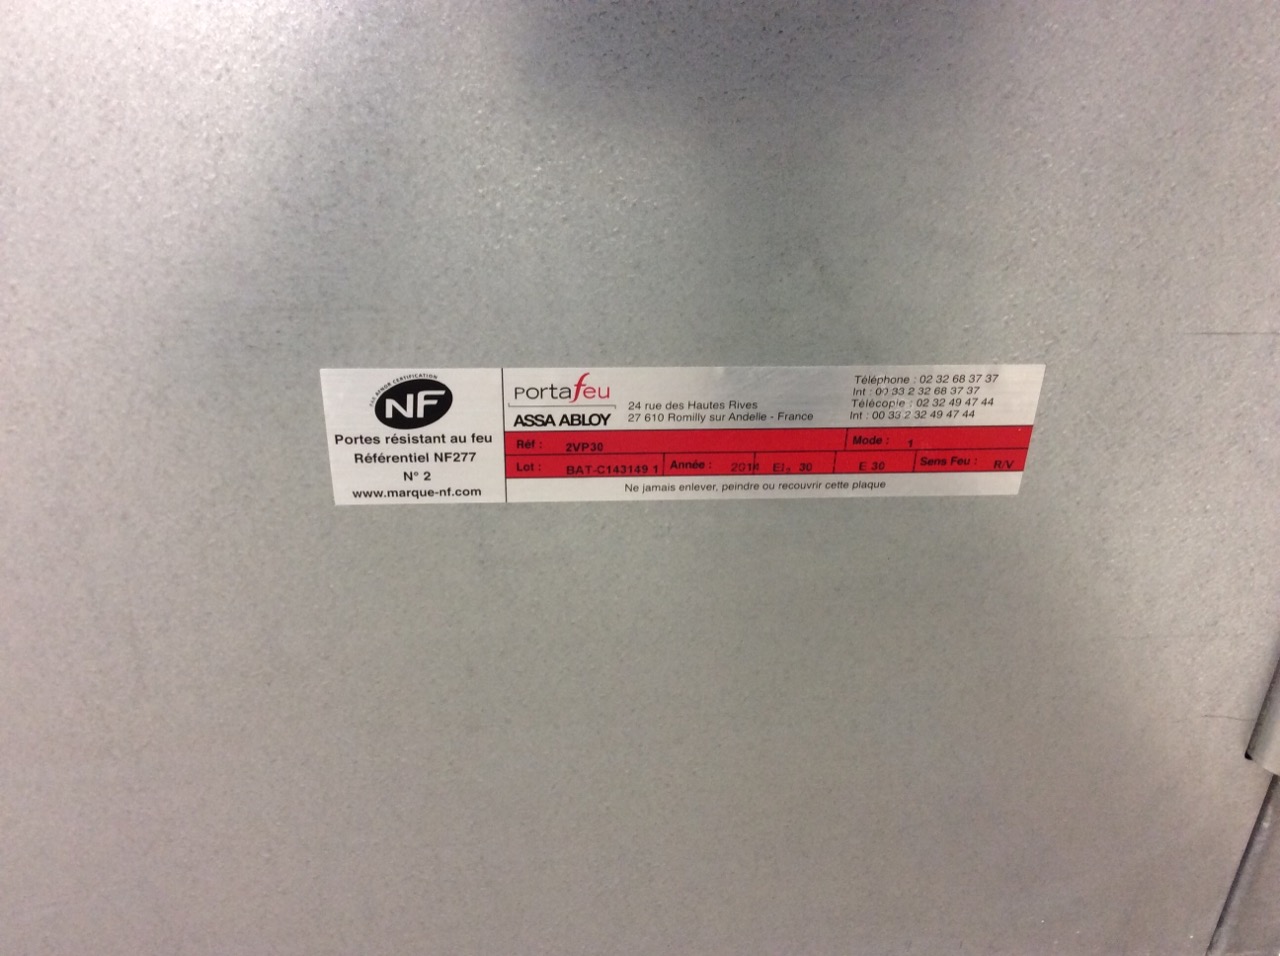 CSTB AFNOR CERTIFICATION
NF
Portes résistant au feu
Référentiel NF277
N° 2
www.marque-nf.com
portafeu
ASSA ABLOY
24 rue des Hautes Rives
27 610 Romilly sur Andelle - France
Téléphone : 02 32 68 37 37
Int : 00 33 2 32 68 37 37
Télécopie : 02 32 49 47 44
Int : 00 33 2 32 49 47 44
Réf : 2VP30 Mode : 1
Lot : BAT-C143149 1 Année : 2014 EI₂ 30 E 30 Sens Feu : R/V
Ne jamais enlever, peindre ou recouvrir cette plaque